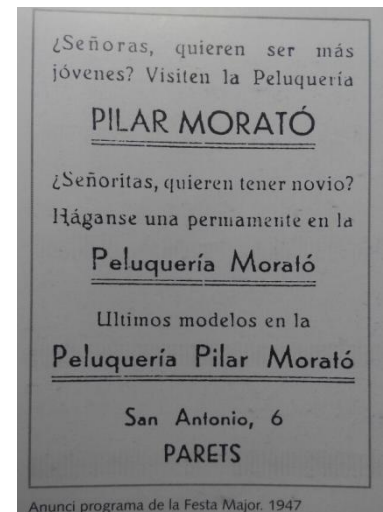 ¿Señoras, quieren ser más
jóvenes? Visiten la Peluquería
PILAR MORATÓ
¿Señoritas, quieren tener novio?
Háganse una permamente en la
Peluquería Morató
Ultimos modelos en la
Peluquería Pilar Morató
San Antonio, 6
PARETS
Anunci programa de la Festa Major. 1947